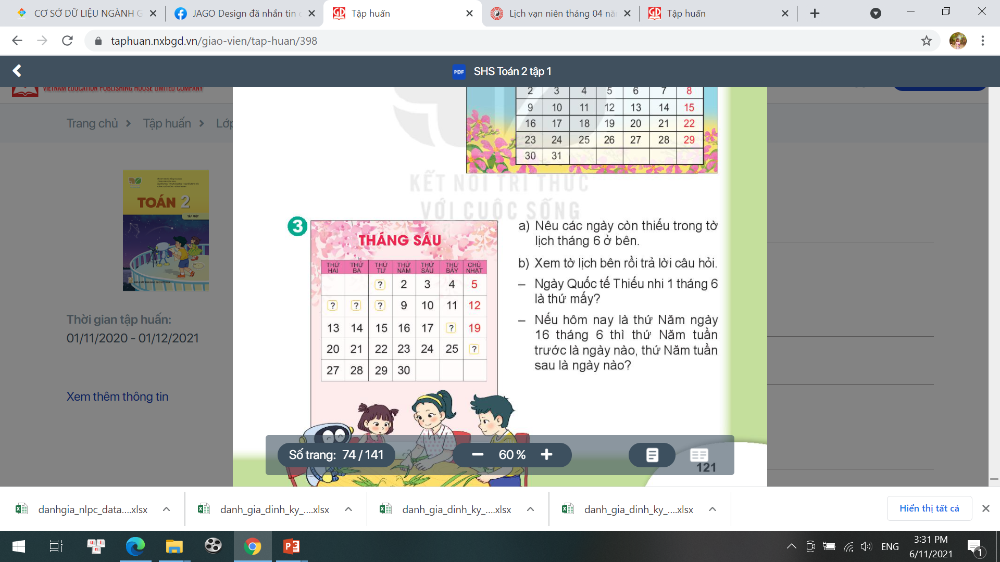 CƠ SỞ DỮ LIỆU NGÀNH G
JAGO Design đã nhắn tin c
Tập huấn
Lịch vạn niên tháng 04 nă
Tập huấn
taphuan.nxbgd.vn/giao-vien/tap-huan/398
PDF SHS Toán 2 tập 1
VIETNAM EDUCATION PUBLISHING HOUSE LIMITED COMPANY
Trang chủ > Tập huấn > Lớp
TOÁN 2
TẬP MỘT
Thời gian tập huấn:
01/11/2020 - 01/12/2021
Xem thêm thông tin
2 3 4 5 6 7 8
9 10 11 12 13 14 15
16 17 18 19 20 21 22
23 24 25 26 27 28 29
30 31
KẾT NỐI TRI THỨC
VỚI CUỘC SỐNG
3
THÁNG SÁU
THỨ HAI THỨ BA THỨ TƯ THỨ NĂM THỨ SÁU THỨ BẢY CHỦ NHẬT
? 2 3 4 5
? ? ? 9 10 11 12
13 14 15 16 17 ? 19
20 21 22 23 24 25 ?
27 28 29 30
a) Nêu các ngày còn thiếu trong tờ
lịch tháng 6 ở bên.
b) Xem tờ lịch bên rồi trả lời câu hỏi.
– Ngày Quốc tế Thiếu nhi 1 tháng 6
là thứ mấy?
– Nếu hôm nay là thứ Năm ngày
16 tháng 6 thì thứ Năm tuần
trước là ngày nào, thứ Năm tuần
sau là ngày nào?
Số trang: 74 / 141
60 %
121
danhgia_nlpc_data....xlsx
danh_gia_dinh_ky_....xlsx
danh_gia_dinh_ky_....xlsx
danh_gia_dinh_ky_....xlsx
Hiển thị tất cả
ENG
3:31 PM
6/11/2021
1